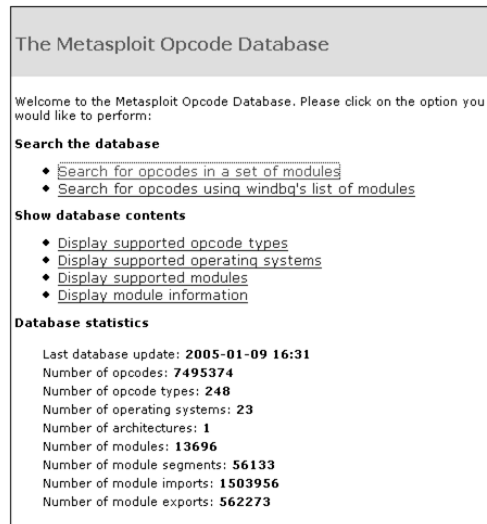 The Metasploit Opcode Database
Welcome to the Metasploit Opcode Database. Please click on the option you
would like to perform:
Search the database
Search for opcodes in a set of modules
Search for opcodes using windbg's list of modules
Show database contents
Display supported opcode types
Display supported operating systems
Display supported modules
Display module information
Database statistics
Last database update: 2005-01-09 16:31
Number of opcodes: 7495374
Number of opcode types: 248
Number of operating systems: 23
Number of architectures: 1
Number of modules: 13696
Number of module segments: 56133
Number of module imports: 1503956
Number of module exports: 562273